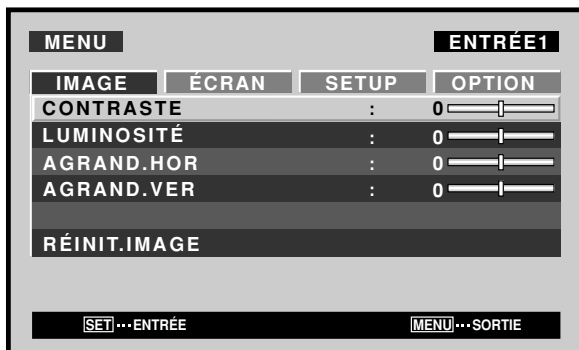 MENU ENTRÉE1
IMAGE ÉCRAN SETUP OPTION
CONTRASTE : 0
LUMINOSITÉ : 0
AGRAND.HOR : 0
AGRAND.VER : 0
RÉINIT.IMAGE
SET···ENTRÉE MENU···SORTIE